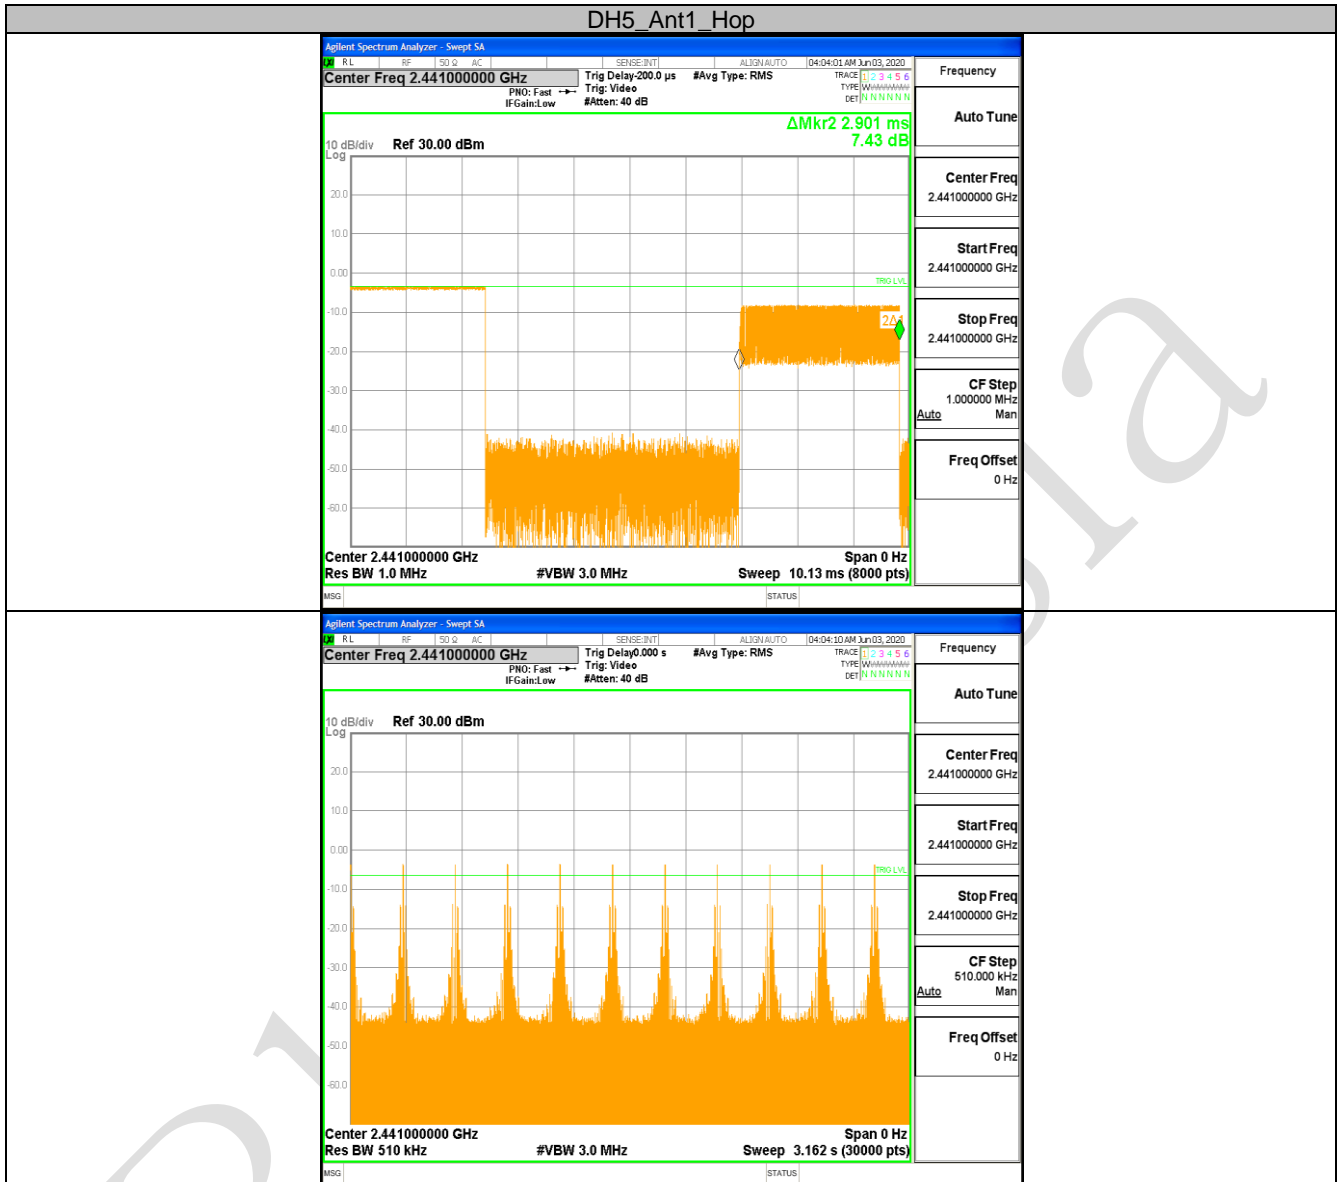 DH5_Ant1_Hop
Agilent Spectrum Analyzer - Swept SA
LXI RL RF 50 Ω AC SENSE:INT ALIGN AUTO 04:04:01 AM Jun 03, 2020
Center Freq 2.441000000 GHz
PNO: Fast
IFGain:Low
Trig Delay-200.0 µs
Trig: Video
#Atten: 40 dB
#Avg Type: RMS
TRACE 1 2 3 4 5 6
TYPE
DET N N N N N N
ΔMkr2 2.901 ms
7.43 dB
10 dB/div Ref 30.00 dBm
Log
20.0
10.0
0.00
-10.0
-20.0
-30.0
-40.0
-50.0
-60.0
TRIG LVL
2Δ1
Center 2.441000000 GHz Span 0 Hz
Res BW 1.0 MHz #VBW 3.0 MHz Sweep 10.13 ms (8000 pts)
MSG STATUS
Frequency
Auto Tune
Center Freq
2.441000000 GHz
Start Freq
2.441000000 GHz
Stop Freq
2.441000000 GHz
CF Step
1.000000 MHz
Auto Man
Freq Offset
0 Hz
Agilent Spectrum Analyzer - Swept SA
LXI RL RF 50 Ω AC SENSE:INT ALIGN AUTO 04:04:10 AM Jun 03, 2020
Center Freq 2.441000000 GHz
PNO: Fast
IFGain:Low
Trig Delay0.000 s
Trig: Video
#Atten: 40 dB
#Avg Type: RMS
TRACE 1 2 3 4 5 6
TYPE
DET N N N N N N
10 dB/div Ref 30.00 dBm
Log
20.0
10.0
0.00
-10.0
-20.0
-30.0
-40.0
-50.0
-60.0
TRIG LVL
Center 2.441000000 GHz Span 0 Hz
Res BW 510 kHz #VBW 3.0 MHz Sweep 3.162 s (30000 pts)
MSG STATUS
Frequency
Auto Tune
Center Freq
2.441000000 GHz
Start Freq
2.441000000 GHz
Stop Freq
2.441000000 GHz
CF Step
510.000 kHz
Auto Man
Freq Offset
0 Hz